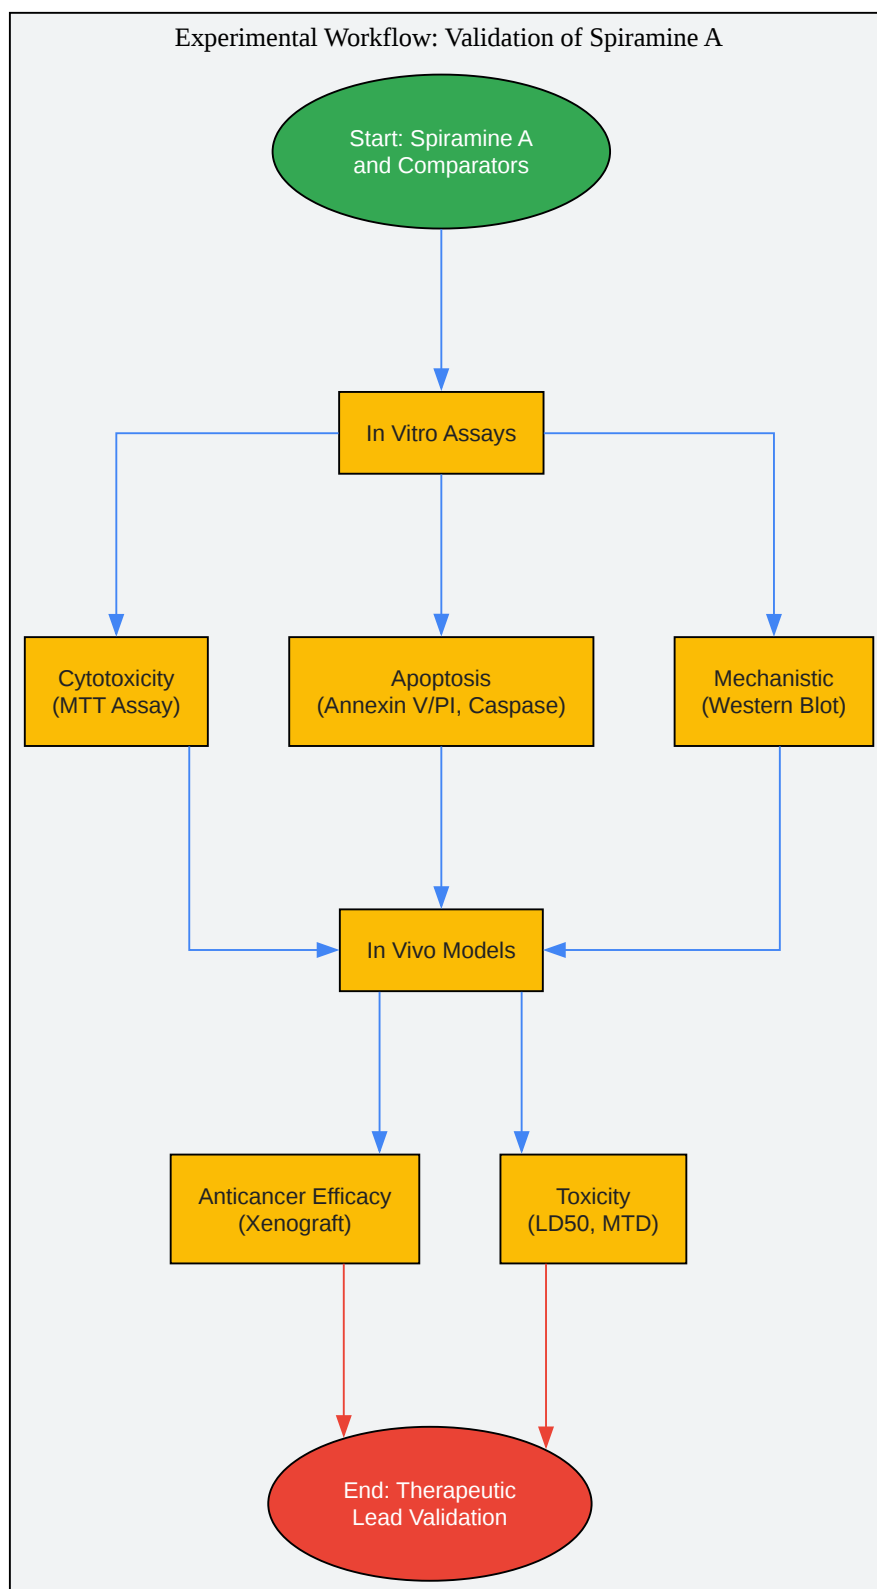 Experimental Workflow: Validation of Spiramine A
Start: Spiramine A
and Comparators
In Vitro Assays
Cytotoxicity
(MTT Assay)
Apoptosis
(Annexin V/PI, Caspase)
Mechanistic
(Western Blot)
In Vivo Models
Anticancer Efficacy
(Xenograft)
Toxicity
(LD50, MTD)
End: Therapeutic
Lead Validation